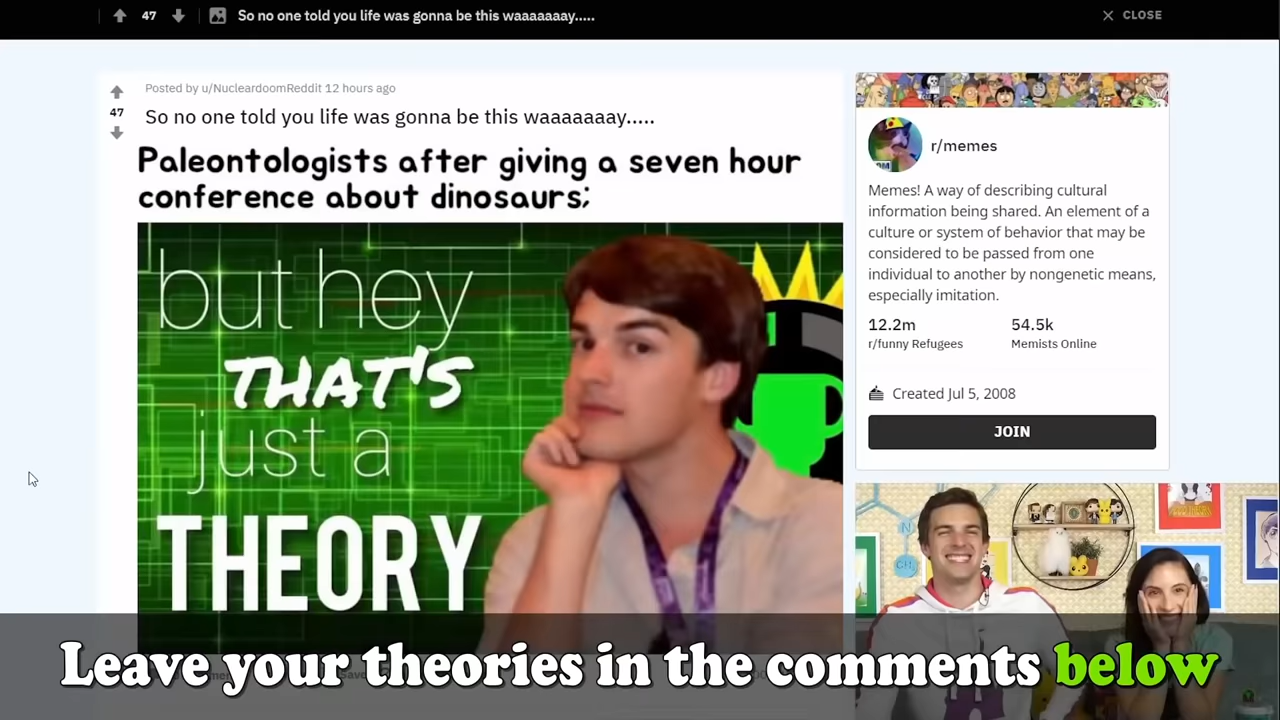 47
So no one told you life was gonna be this waaaaaaay.....
CLOSE
Posted by u/NucleardoomReddit 12 hours ago
47
So no one told you life was gonna be this waaaaaaay.....
Paleontologists after giving a seven hour
conference about dinosaurs;
but hey
THAT'S
just a
THEORY
r/memes
Memes! A way of describing cultural
information being shared. An element of a
culture or system of behavior that may be
considered to be passed from one
individual to another by nongenetic means,
especially imitation.
12.2m
54.5k
r/funny Refugees
Memists Online
Created Jul 5, 2008
JOIN
Leave your theories in the comments below